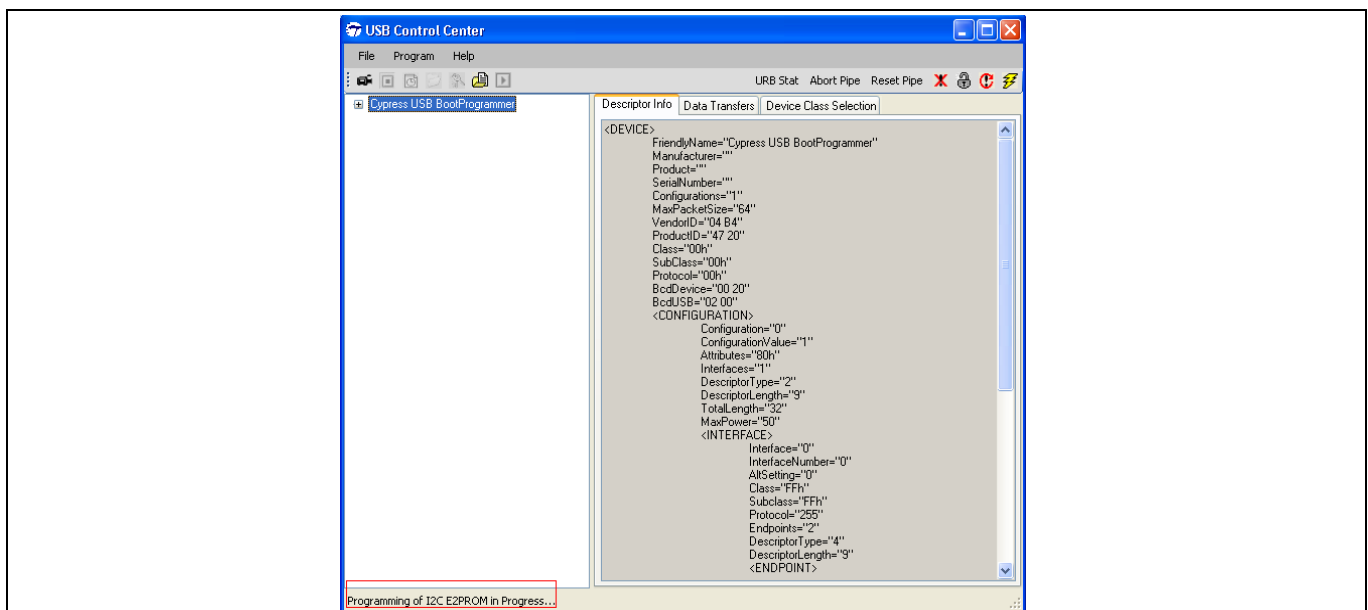 USB Control Center
File Program Help
URB Stat Abort Pipe Reset Pipe
Cypress USB BootProgrammer
Descriptor Info Data Transfers Device Class Selection
<DEVICE>
FriendlyName="Cypress USB BootProgrammer"
Manufacturer=""
Product=""
SerialNumber=""
Configurations="1"
MaxPacketSize="64"
VendorID="04 B4"
ProductID="47 20"
Class="00h"
SubClass="00h"
Protocol="00h"
BcdDevice="00 20"
BcdUSB="02 00"
<CONFIGURATION>
Configuration="0"
ConfigurationValue="1"
Attributes="80h"
Interfaces="1"
DescriptorType="2"
DescriptorLength="9"
TotalLength="32"
MaxPower="50"
<INTERFACE>
Interface="0"
InterfaceNumber="0"
AltSetting="0"
Class="FFh"
Subclass="FFh"
Protocol="255"
Endpoints="2"
DescriptorType="4"
DescriptorLength="9"
<ENDPOINT>
Programming of I2C E2PROM in Progress...